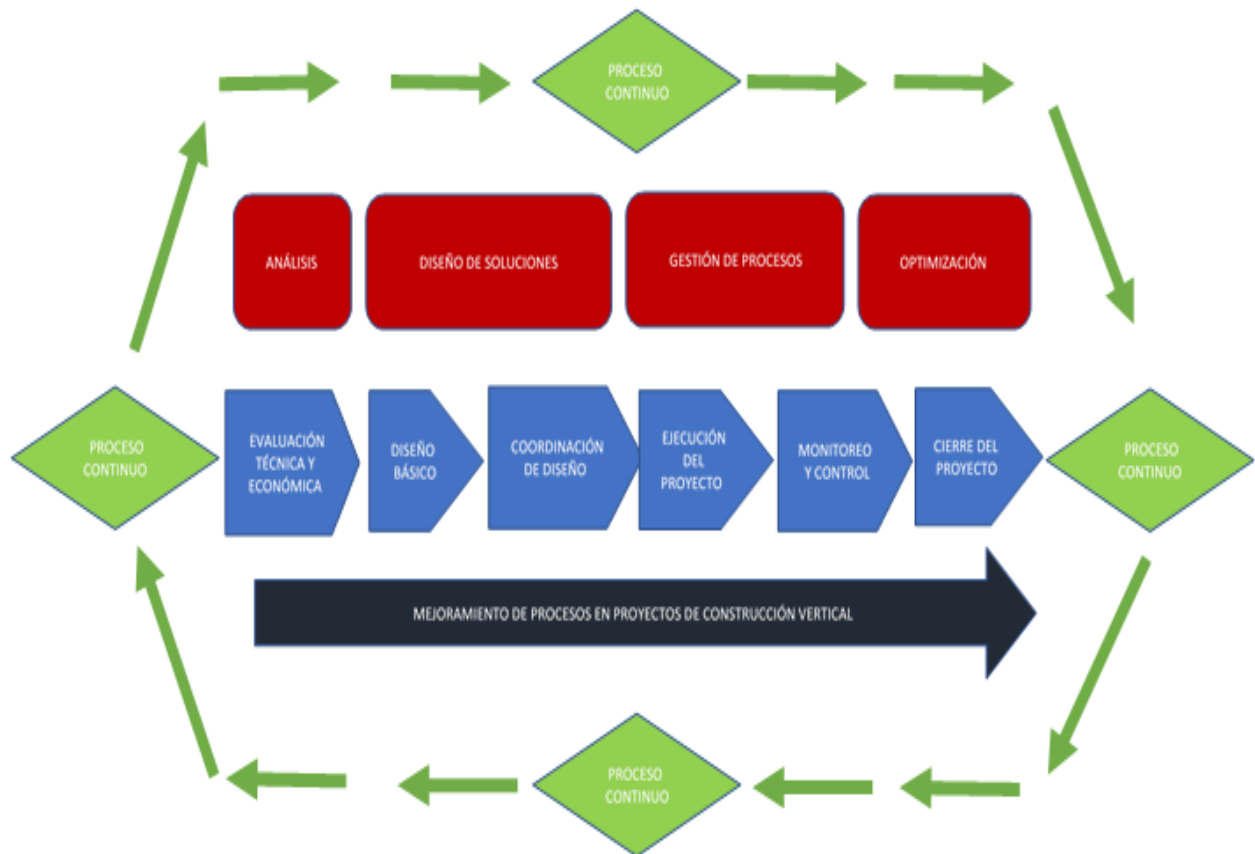 PROCESO
CONTINUO
ANÁLISIS
DISEÑO DE SOLUCIONES
GESTIÓN DE PROCESOS
OPTIMIZACIÓN
PROCESO
CONTINUO
EVALUACIÓN
TÉCNICA Y
ECONÓMICA
DISEÑO
BÁSICO
COORDINACIÓN
DE DISEÑO
EJECUCIÓN
DEL
PROYECTO
MONITOREO
Y CONTROL
CIERRE DEL
PROYECTO
PROCESO
CONTINUO
MEJORAMIENTO DE PROCESOS EN PROYECTOS DE CONSTRUCCIÓN VERTICAL
PROCESO
CONTINUO